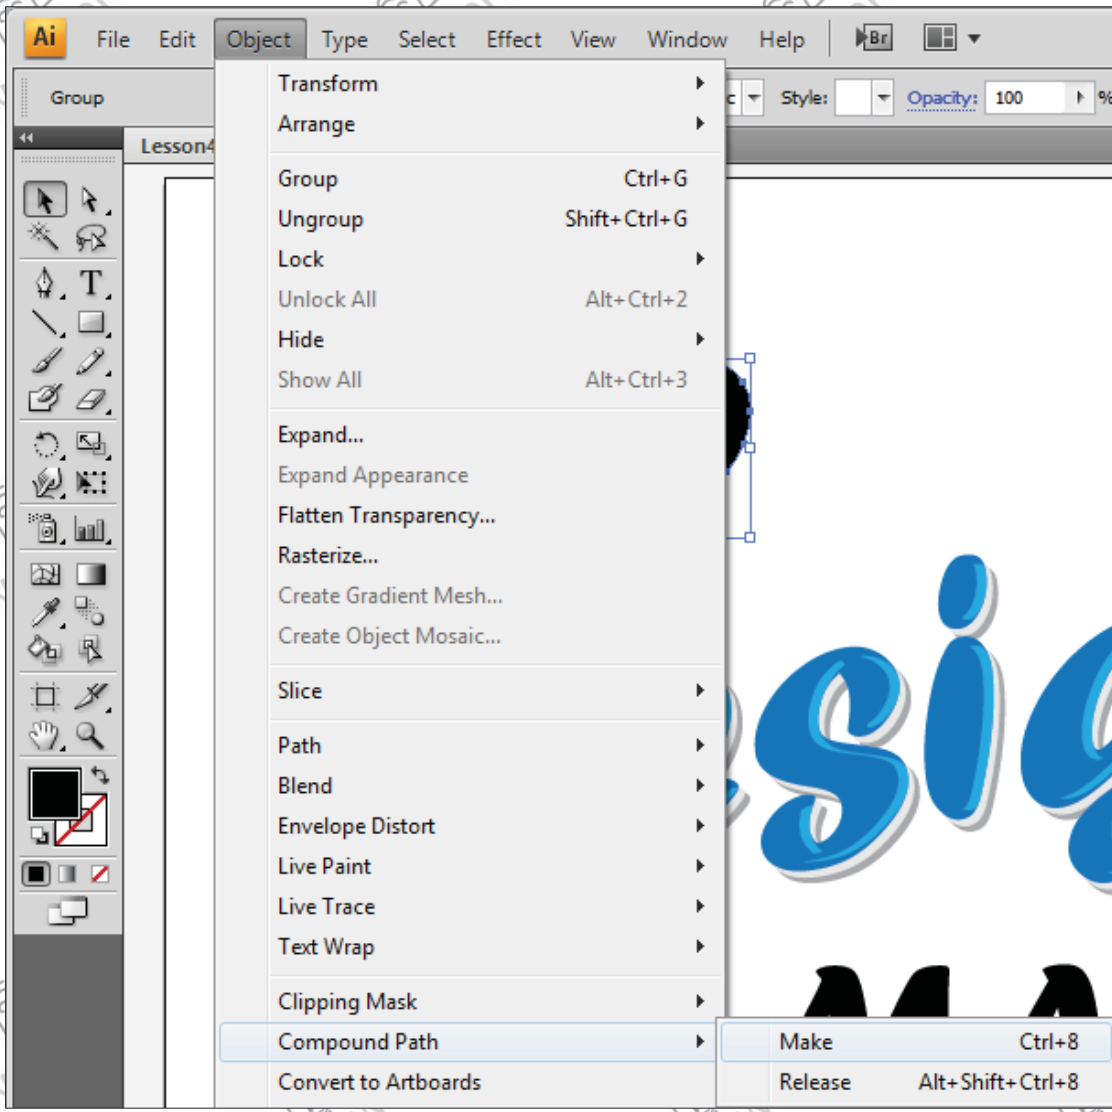 Ai File Edit Object Type Select Effect View Window Help Br
Group c Style: Opacity: 100 %
Lesson4
Transform
Arrange
Group Ctrl+G
Ungroup Shift+Ctrl+G
Lock
Unlock All Alt+Ctrl+2
Hide
Show All Alt+Ctrl+3
Expand...
Expand Appearance
Flatten Transparency...
Rasterize...
Create Gradient Mesh...
Create Object Mosaic...
Slice
Path
Blend
Envelope Distort
Live Paint
Live Trace
Text Wrap
Clipping Mask
Compound Path
Make Ctrl+8
Convert to Artboards
Release Alt+Shift+Ctrl+8
T
sig